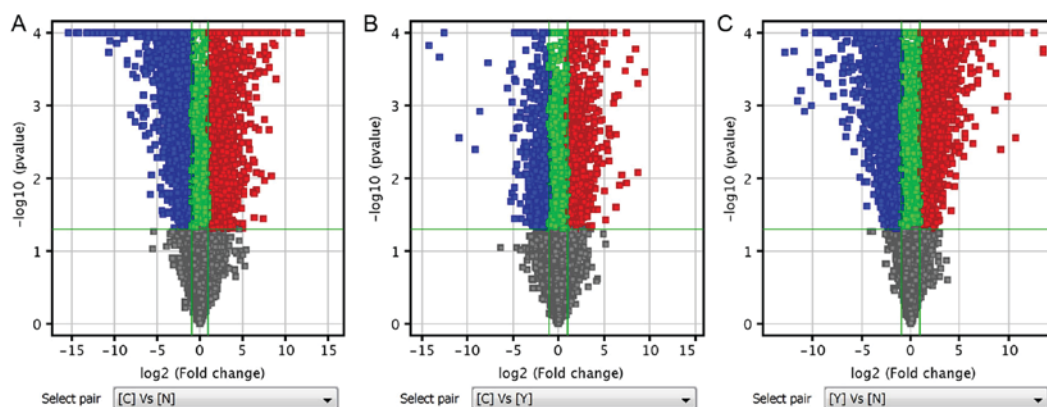 A
B
C
4
3
2
1
0
-log10 (pvalue)
−15 −10 −5 0 5 10 15
log2 (Fold change)
Select pair [C] Vs [N]
4
3
2
1
0
-log10 (pvalue)
−15 −10 −5 0 5 10 15
log2 (Fold change)
Select pair [C] Vs [Y]
4
3
2
1
0
-log10 (pvalue)
−10 −5 0 5 10
log2 (Fold change)
Select pair [Y] Vs [N]